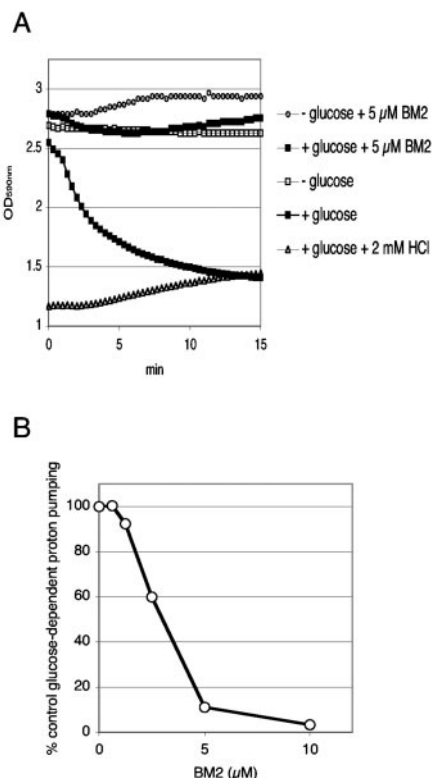 A
3
2.5
2
1.5
1
OD590nm
0
5
10
15
min
- glucose + 5 µM BM2
+ glucose + 5 µM BM2
- glucose
+ glucose
+ glucose + 2 mM HCl
B
% control glucose-dependent proton pumping
100
80
60
40
20
0
0
5
10
BM2 (µM)